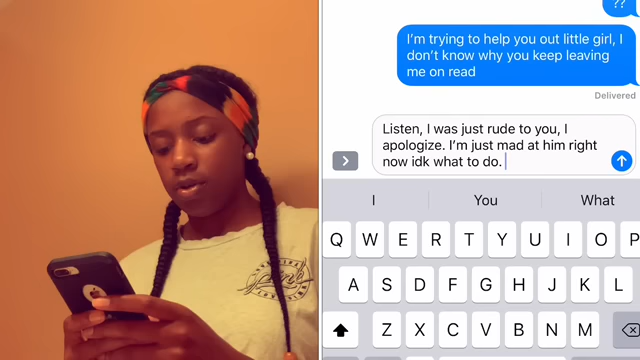 ??
I'm trying to help you out little girl, I
don't know why you keep leaving
me on read
Delivered
Listen, I was just rude to you, I
apologize. I'm just mad at him right
now idk what to do.
I You What
Q W E R T Y U I O P
A S D F G H J K L
Z X C V B N M
pink